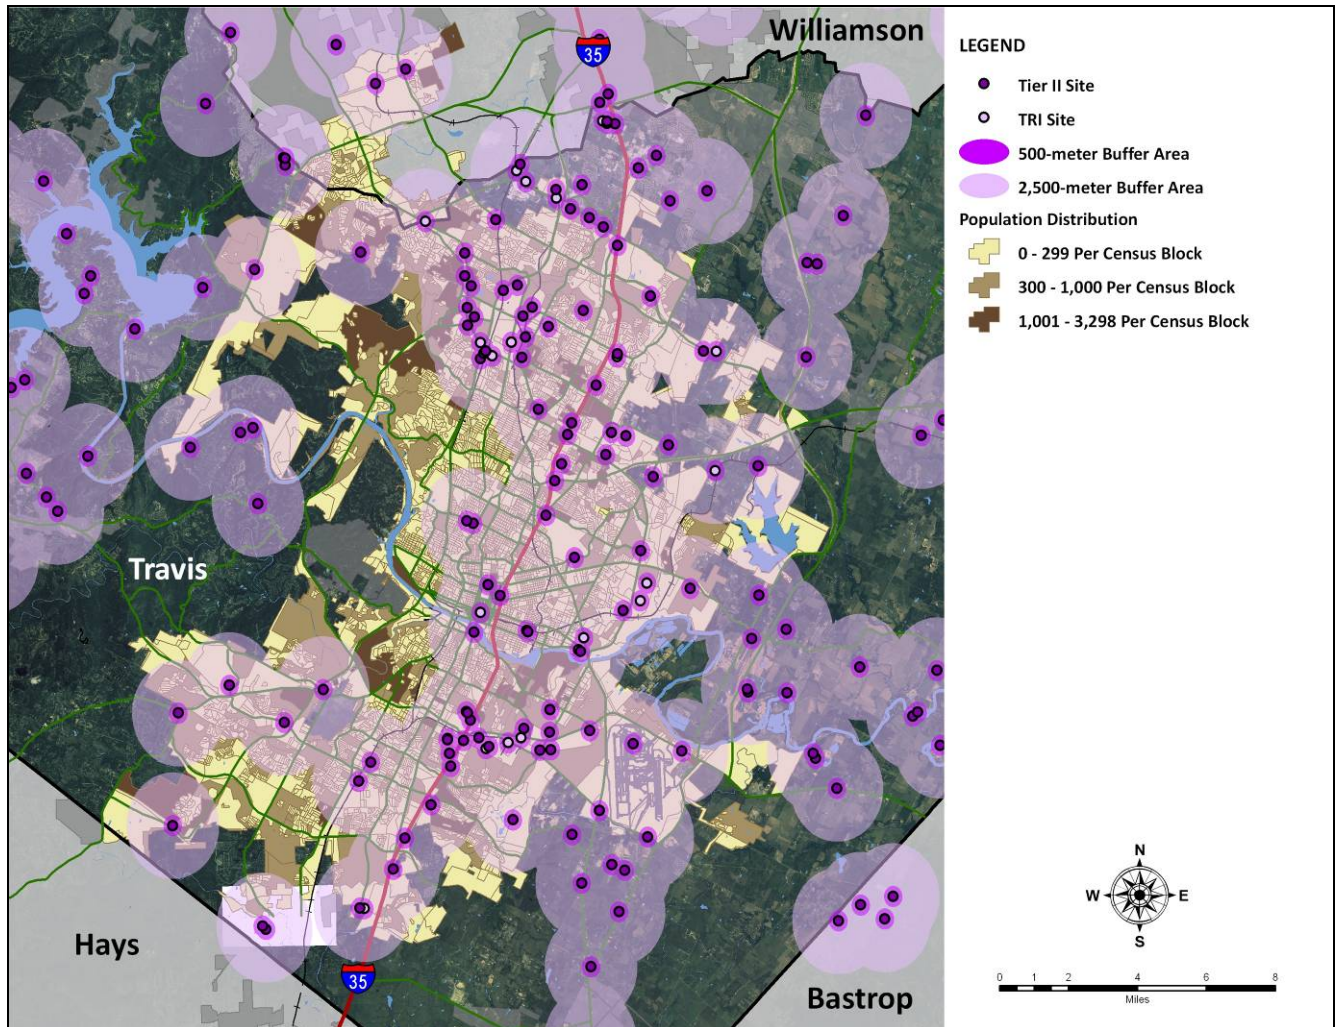 Williamson
35
Travis
Hays
35
Bastrop
LEGEND
Tier II Site
TRI Site
500-meter Buffer Area
2,500-meter Buffer Area
Population Distribution
0 - 299 Per Census Block
300 - 1,000 Per Census Block
1,001 - 3,298 Per Census Block
N
W E
S
0 1 2 4 6 8
Miles